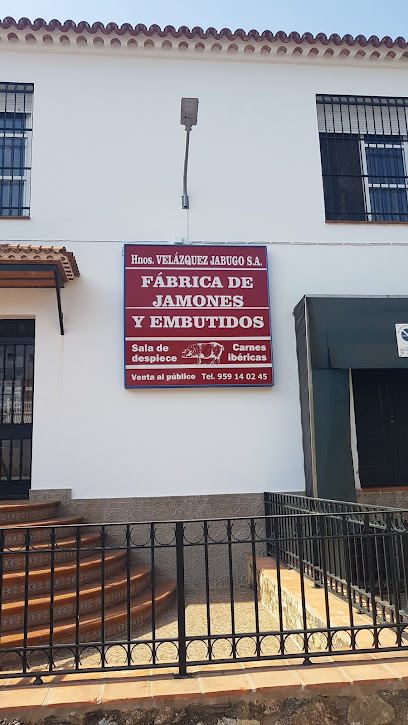 Hnos. VELÁZQUEZ JABUGO S.A.
FÁBRICA DE
JAMONES
Y EMBUTIDOS
Sala de despiece
Carnes ibéricas
Venta al público Tel. 959 14 02 45